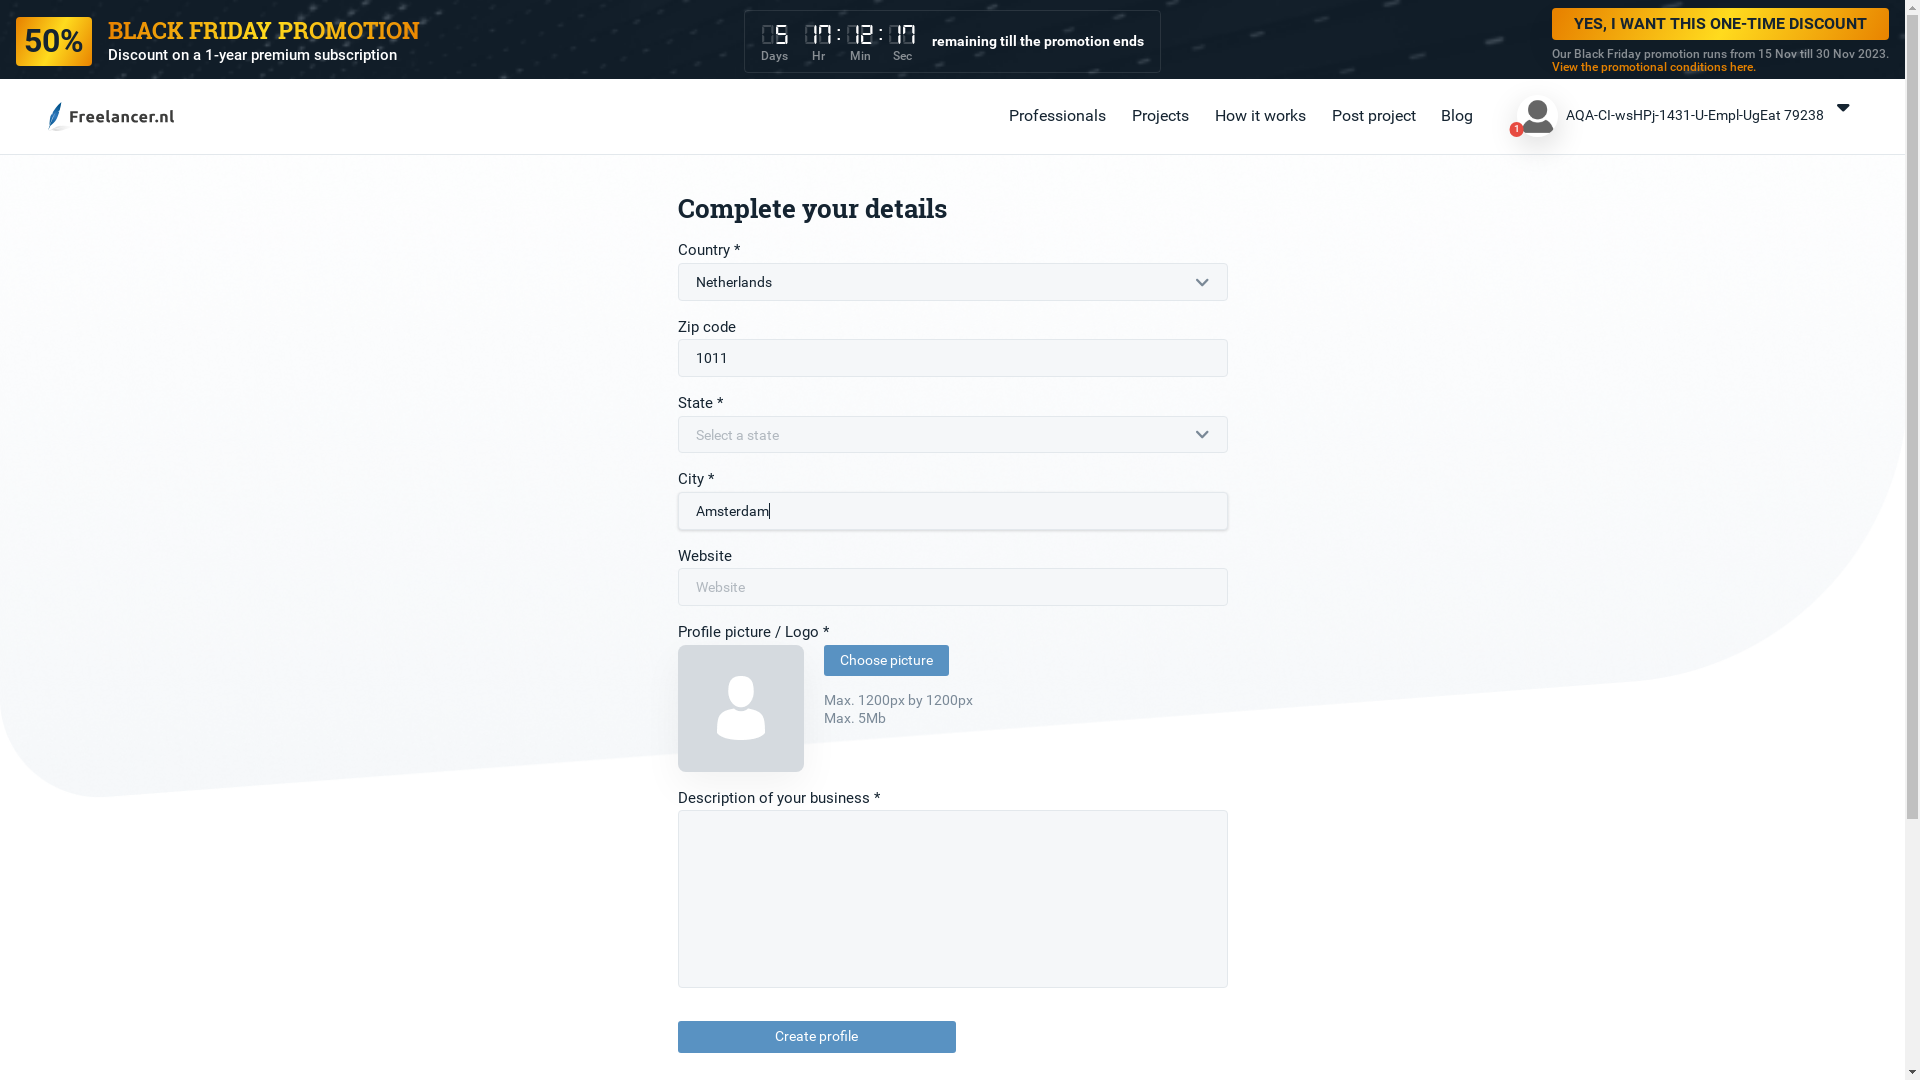 50%
BLACK FRIDAY PROMOTION
Discount on a 1-year premium subscription
5 17 : 12 : 17
Days Hr Min Sec
remaining till the promotion ends
YES, I WANT THIS ONE-TIME DISCOUNT
Our Black Friday promotion runs from 15 Nov till 30 Nov 2023.
View the promotional conditions here.
Freelancer.nl
Professionals
Projects
How it works
Post project
Blog
1
AQA-CI-wsHPj-1431-U-Empl-UgEat 79238
Complete your details
Country *
Netherlands
Zip code
1011
State *
Select a state
City *
Amsterdam
Website
Website
Profile picture / Logo *
Choose picture
Max. 1200px by 1200px
Max. 5Mb
Description of your business *
Create profile